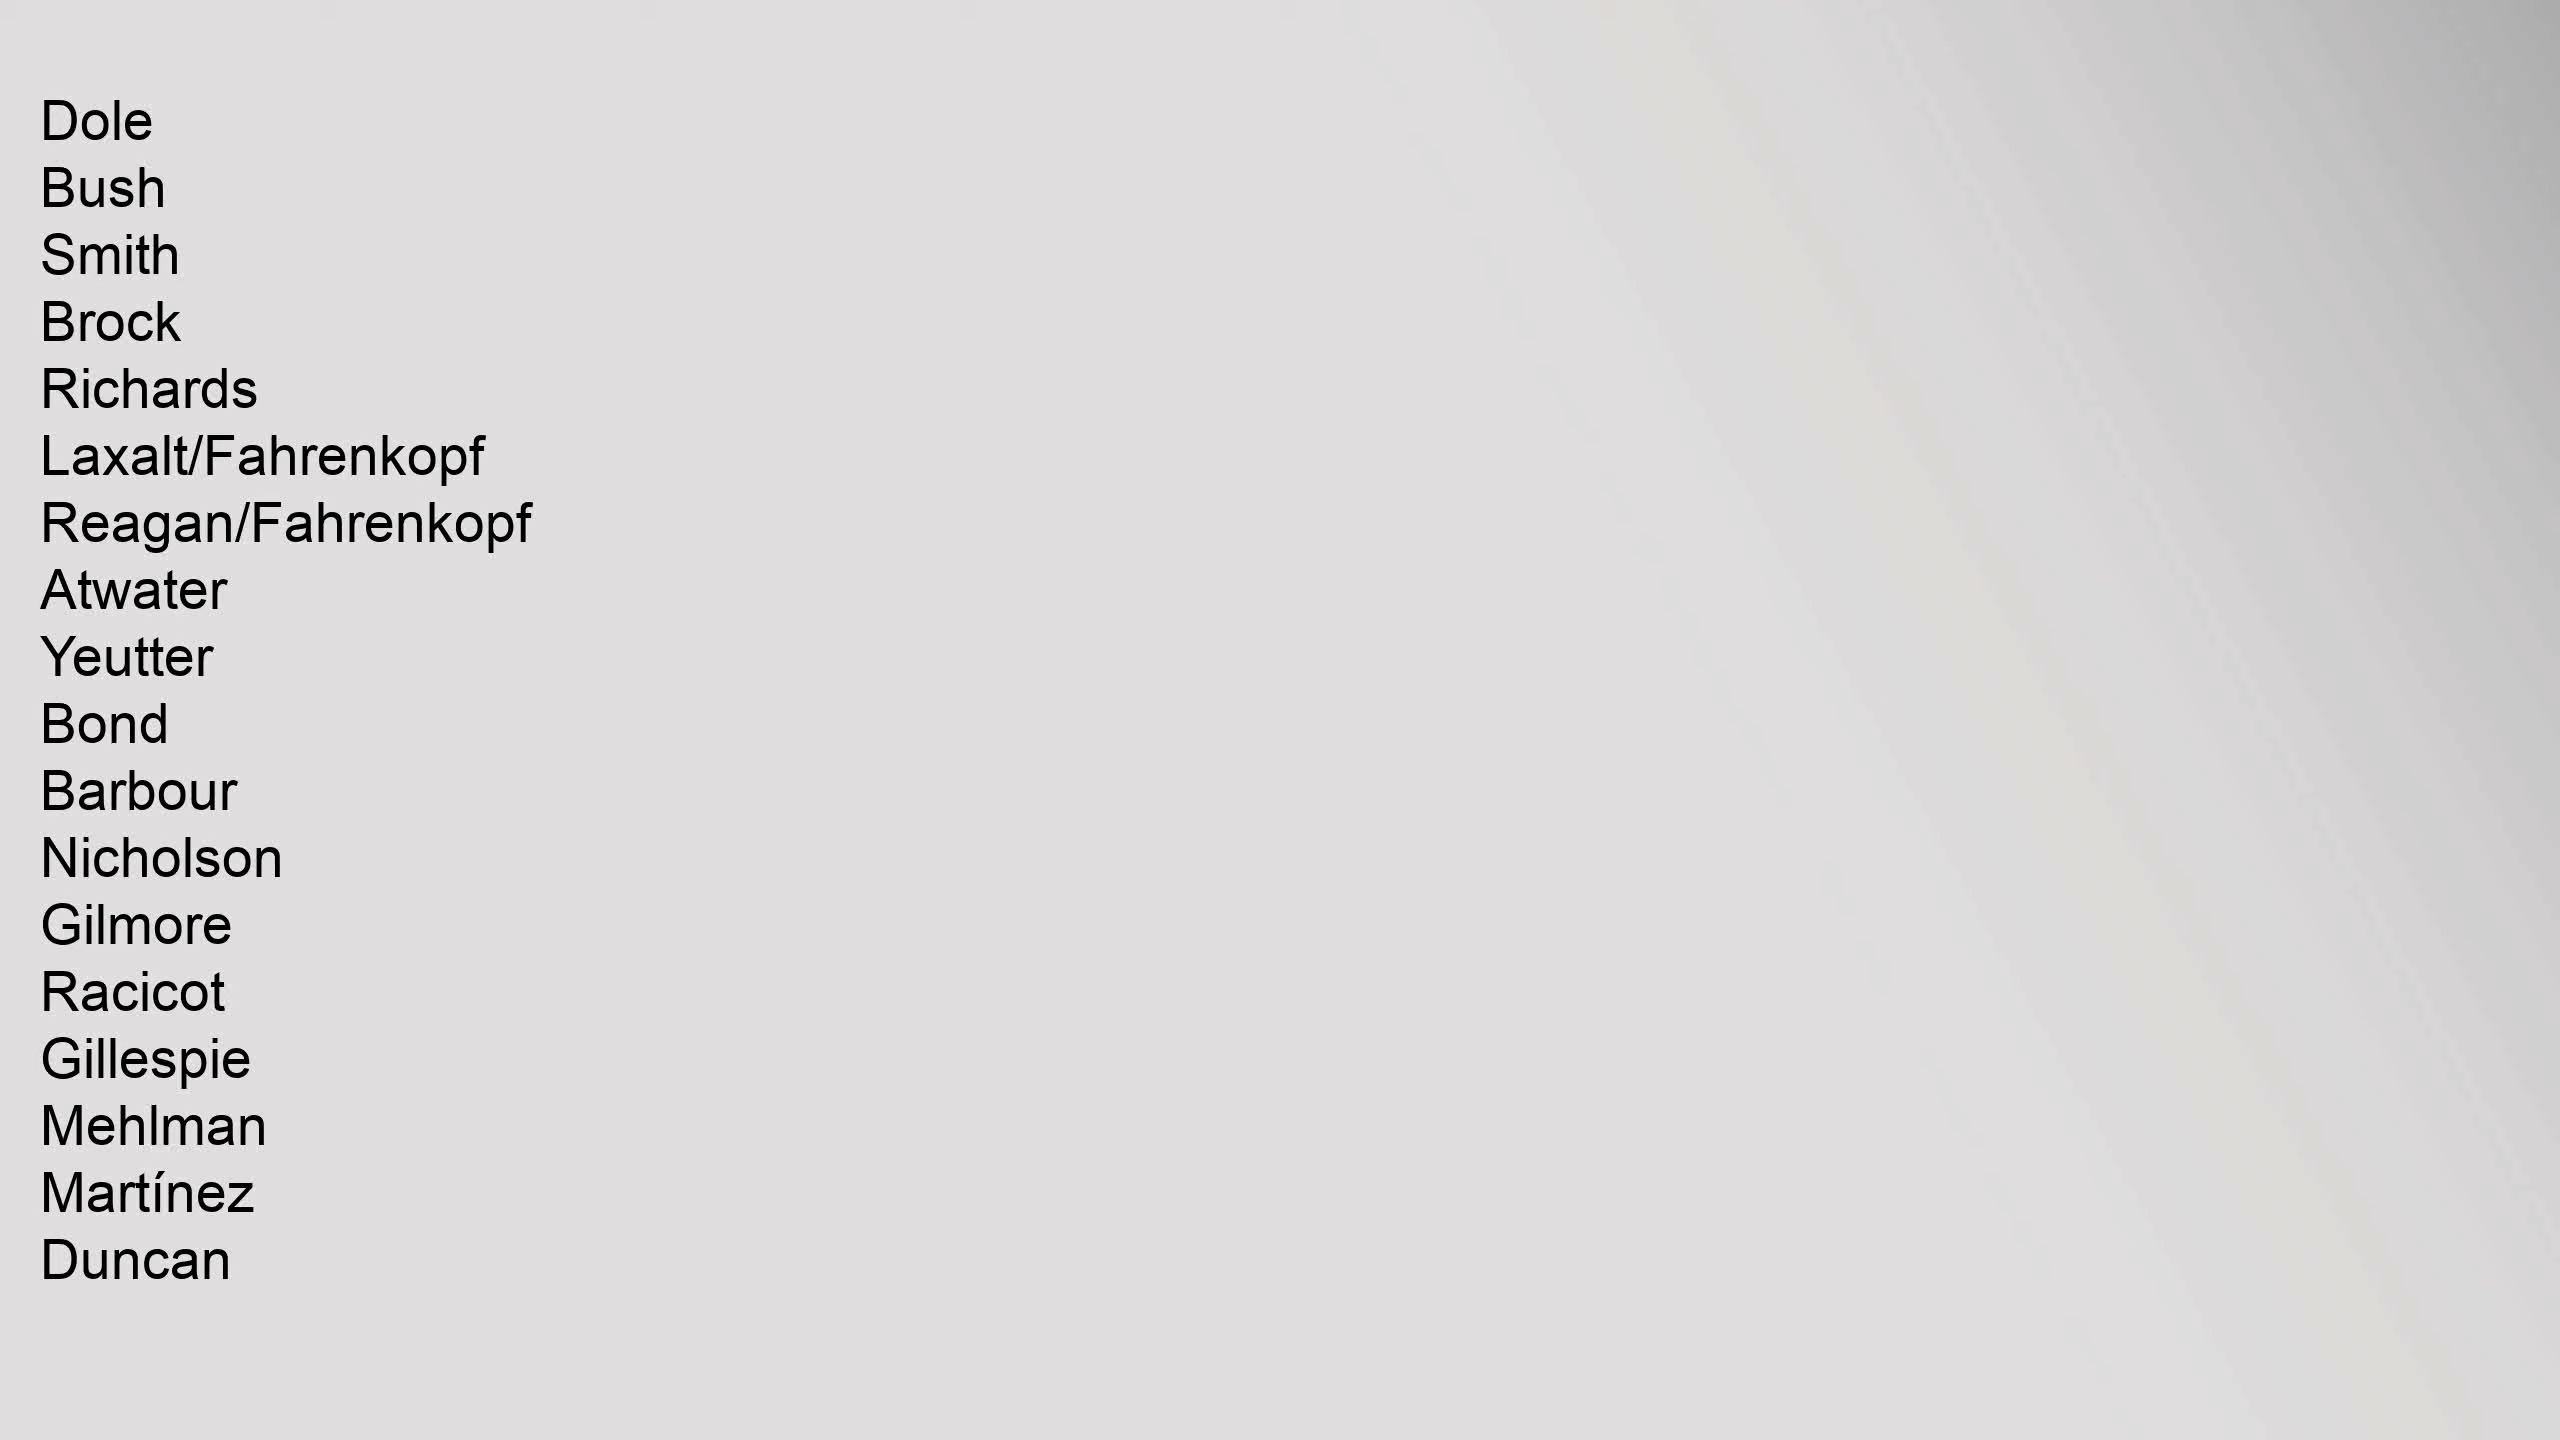 Dole
Bush
Smith
Brock
Richards
Laxalt/Fahrenkopf
Reagan/Fahrenkopf
Atwater
Yeutter
Bond
Barbour
Nicholson
Gilmore
Racicot
Gillespie
Mehlman
Martínez
Duncan